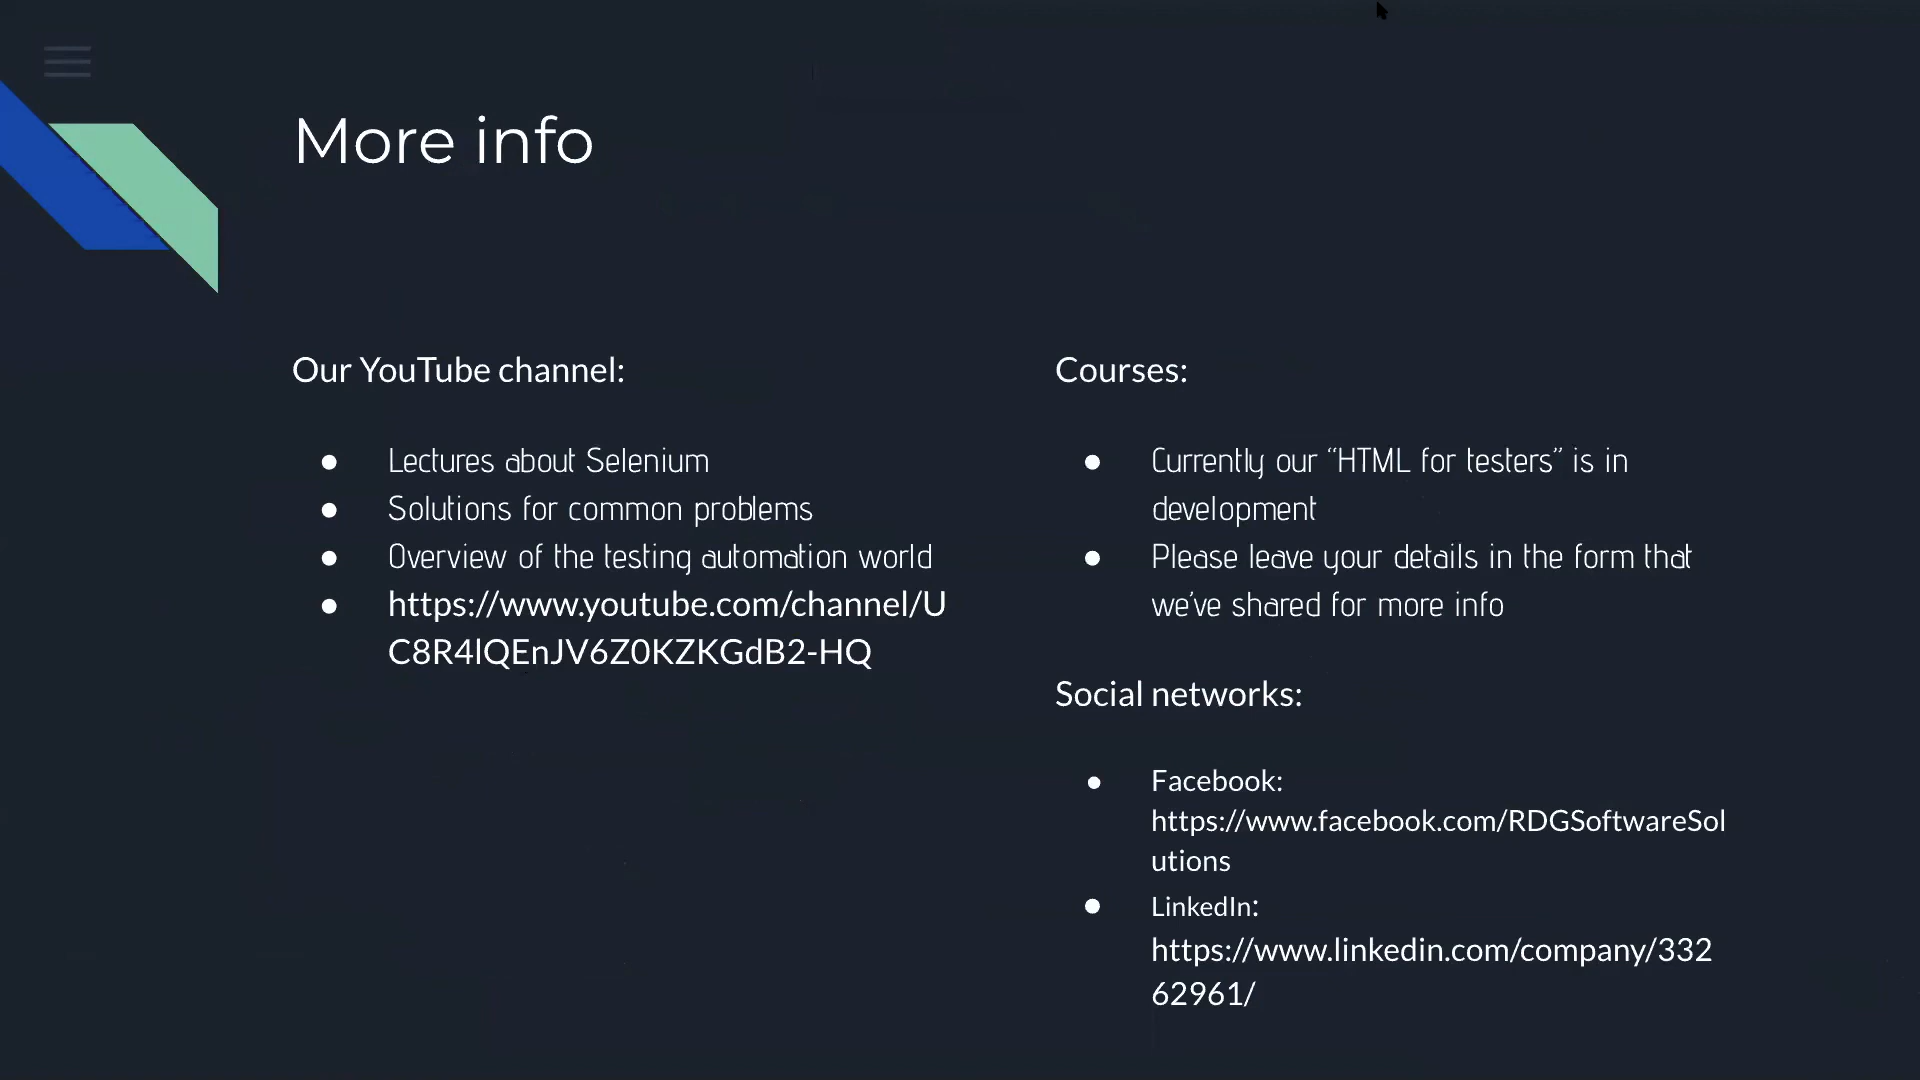 More info
Our YouTube channel:
● Lectures about Selenium
● Solutions for common problems
● Overview of the testing automation world
● https://www.youtube.com/channel/U
C8R4lQEnJV6Z0KZKGdB2-HQ
Courses:
● Currently our “HTML for testers” is in
development
● Please leave your details in the form that
we’ve shared for more info
Social networks:
● Facebook:
https://www.facebook.com/RDGSoftwareSol
utions
● LinkedIn:
https://www.linkedin.com/company/332
62961/